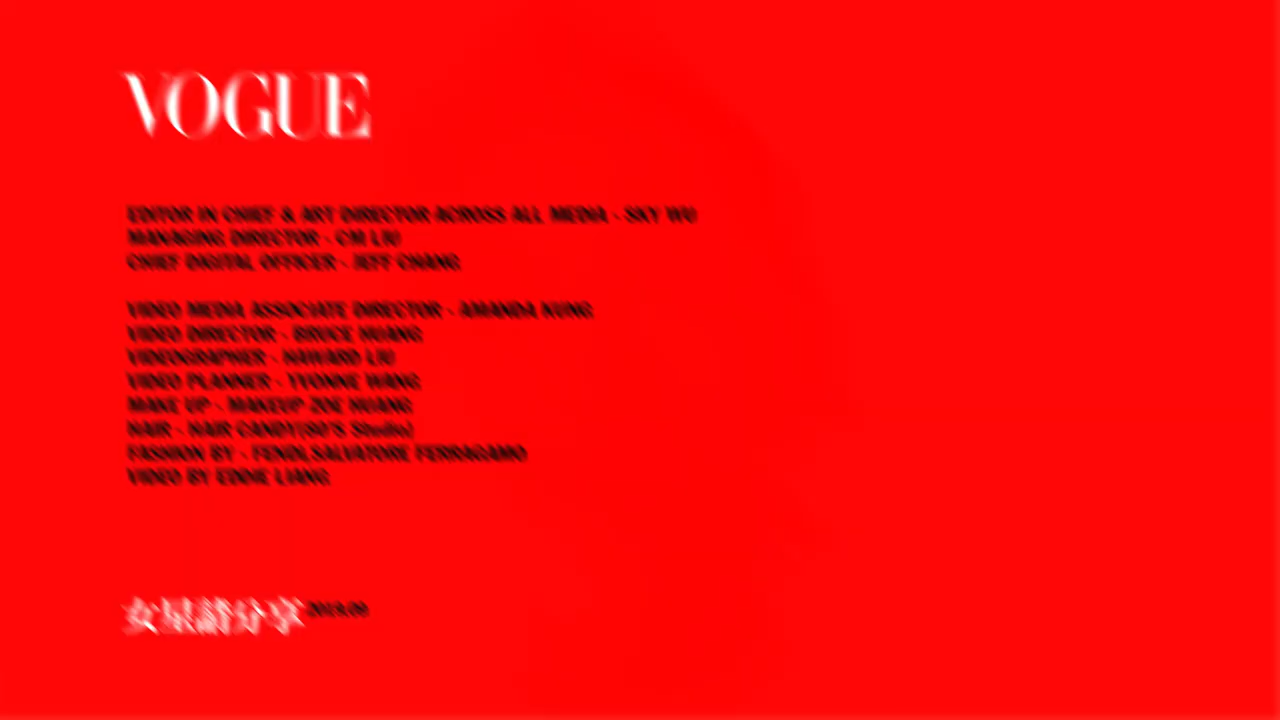 VOGUE
EDITOR IN CHIEF & ART DIRECTOR ACROSS ALL MEDIA - SKY WU
MANAGING DIRECTOR - CM LIU
CHIEF DIGITAL OFFICER - JEFF CHANG
VIDEO MEDIA ASSOCIATE DIRECTOR - AMANDA KUNG
VIDEO DIRECTOR - BRUCE HUANG
VIDEOGRAPHER - HAWARD LIU
VIDEO PLANNER - YVONNE WANG
MAKE UP - MAKEUP ZOE HUANG
HAIR - HAIR CANDY(60'S Studio)
FASHION BY - FENDI,SALVATORE FERRAGAMO
VIDEO BY EDDIE LIANG
女星請分享 2019.09